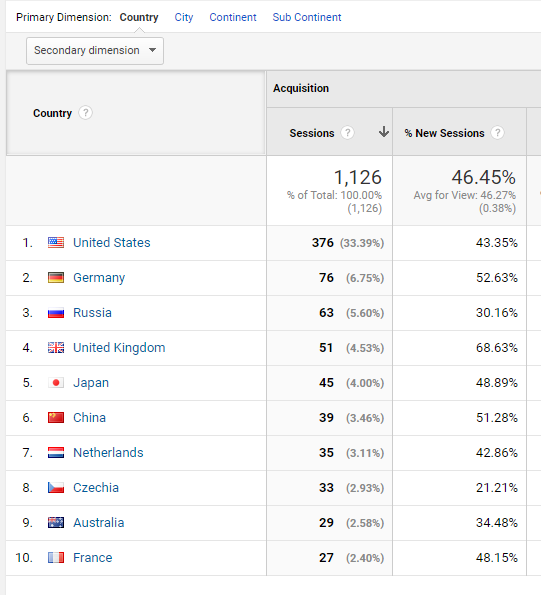 Primary Dimension: Country City Continent Sub Continent
Secondary dimension
Acquisition
Country ? Sessions ? % New Sessions ?
1,126 46.45%
% of Total: 100.00% Avg for View: 46.27%
(1,126) (0.38%)
1. United States 376 (33.39%) 43.35%
2. Germany 76 (6.75%) 52.63%
3. Russia 63 (5.60%) 30.16%
4. United Kingdom 51 (4.53%) 68.63%
5. Japan 45 (4.00%) 48.89%
6. China 39 (3.46%) 51.28%
7. Netherlands 35 (3.11%) 42.86%
8. Czechia 33 (2.93%) 21.21%
9. Australia 29 (2.58%) 34.48%
10. France 27 (2.40%) 48.15%